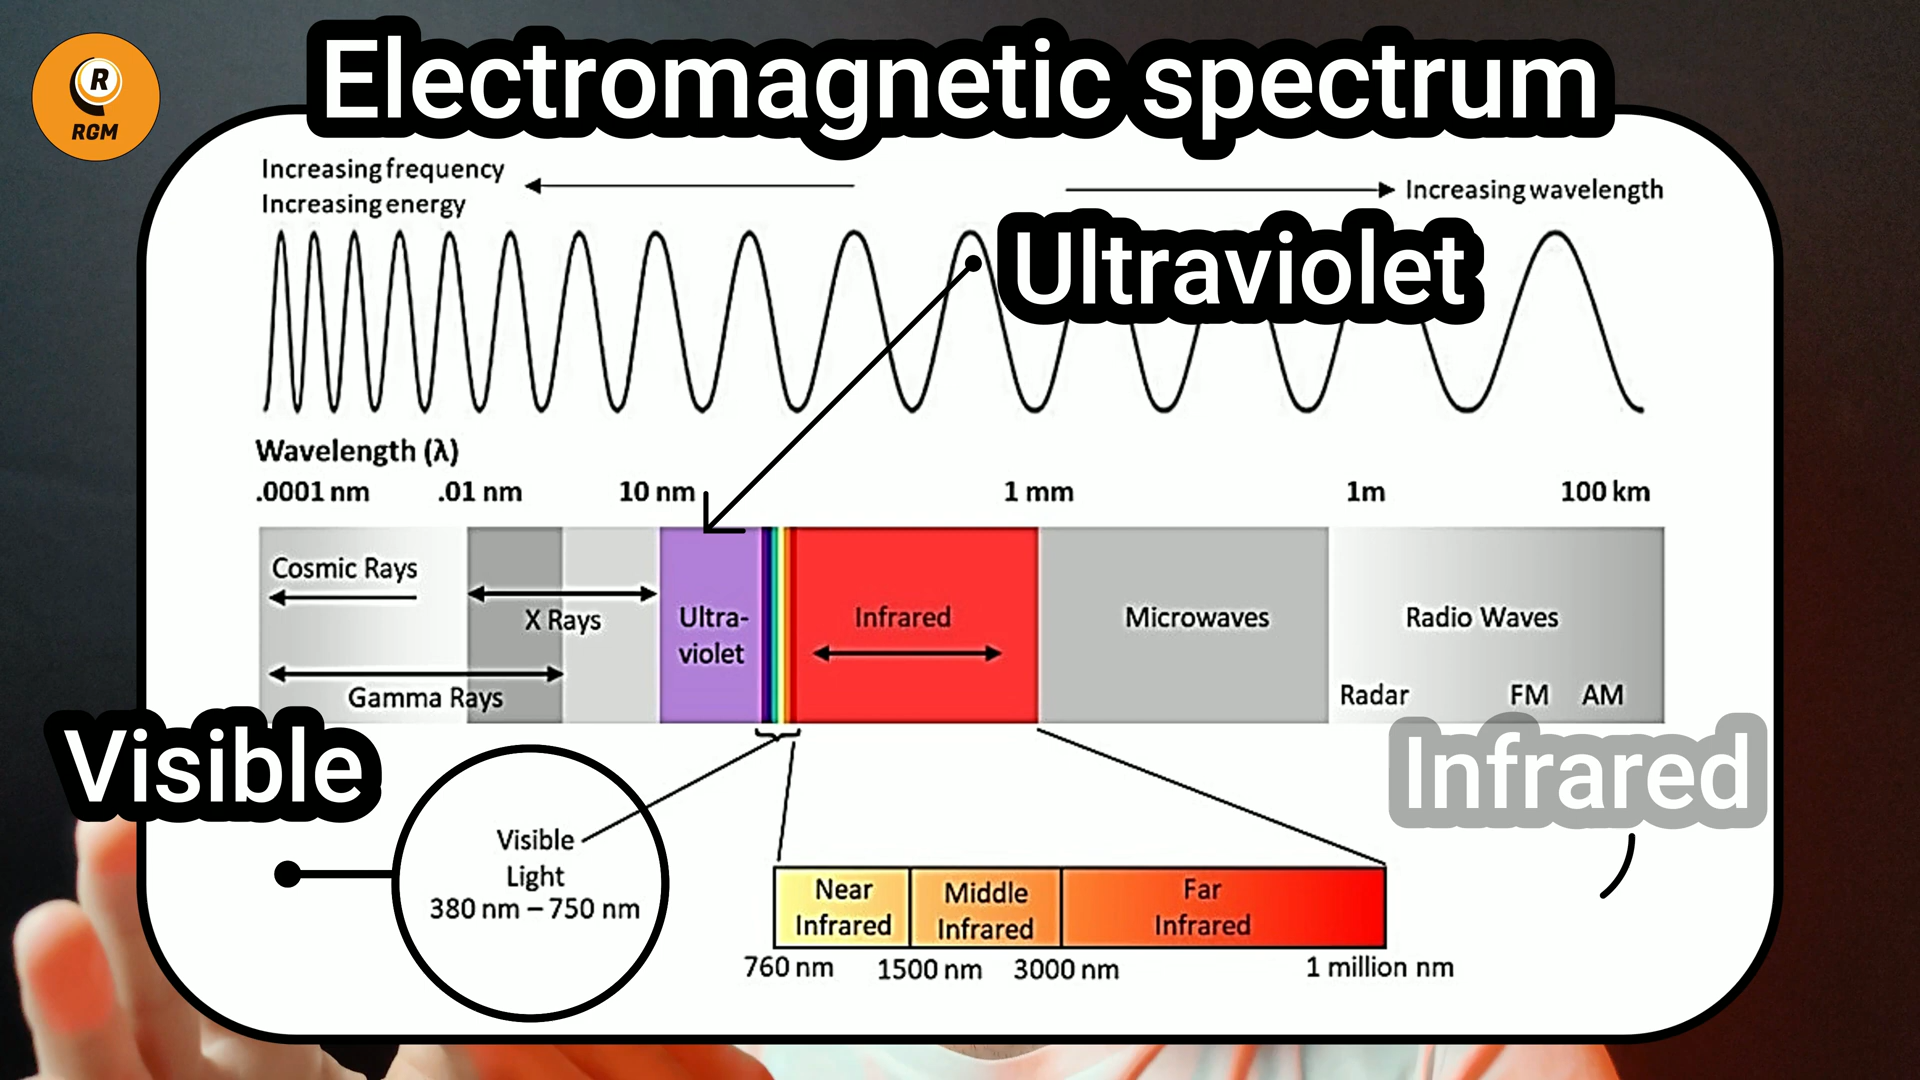 Electromagnetic spectrum
R
RGM
Increasing frequency
Increasing energy
Increasing wavelength
Ultraviolet
Wavelength (λ)
.0001 nm .01 nm 10 nm 1 mm 1m 100 km
Cosmic Rays
X Rays
Gamma Rays
Ultra-
violet
Infrared
Microwaves
Radio Waves
Radar FM AM
Visible
Infrared
Visible
Light
380 nm – 750 nm
Near
Infrared
Middle
Infrared
Far
Infrared
760 nm 1500 nm 3000 nm 1 million nm